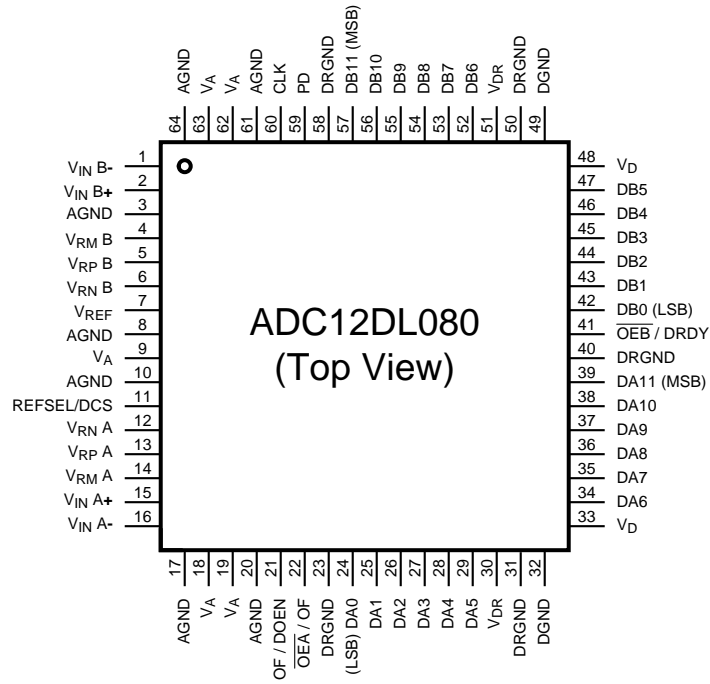 AGND
VA
VA
AGND
CLK
PD
DRGND
DB11 (MSB)
DB10
DB9
DB8
DB7
DB6
VDR
DRGND
DGND
64
63
62
61
60
59
58
57
56
55
54
53
52
51
50
49
VIN B- 1
VIN B+ 2
AGND 3
VRM B 4
VRP B 5
VRN B 6
VREF 7
AGND 8
VA 9
AGND 10
REFSEL/DCS 11
VRN A 12
VRP A 13
VRM A 14
VIN A+ 15
VIN A- 16
ADC12DL080
(Top View)
48 VD
47 DB5
46 DB4
45 DB3
44 DB2
43 DB1
42 DB0 (LSB)
41 OEB / DRDY
40 DRGND
39 DA11 (MSB)
38 DA10
37 DA9
36 DA8
35 DA7
34 DA6
33 VD
17
18
19
20
21
22
23
24
25
26
27
28
29
30
31
32
AGND
VA
VA
AGND
OF / DOEN
OEA / OF
DRGND
(LSB) DA0
DA1
DA2
DA3
DA4
DA5
VDR
DRGND
DGND